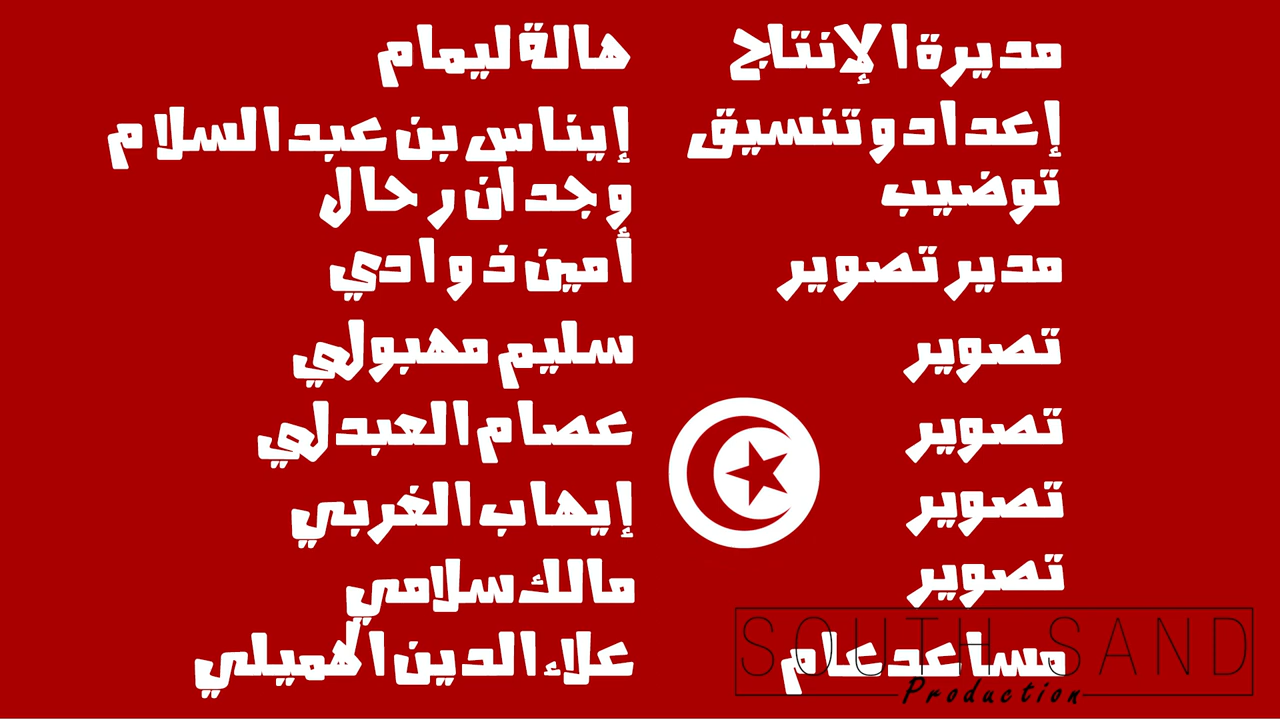 مديرة الإنتاج هالة ليمام
إعداد و تنسيق إيناس بن عبد السلام
توضيب وجدان رحال
مدير تصوير أمين ذوادي
تصوير سليم مهبولي
تصوير عصام العبدلي
تصوير إيهاب الغربي
تصوير مالك سلامي
مساعد عام علاء الدين الهميلي
SOUTH SAND
Production